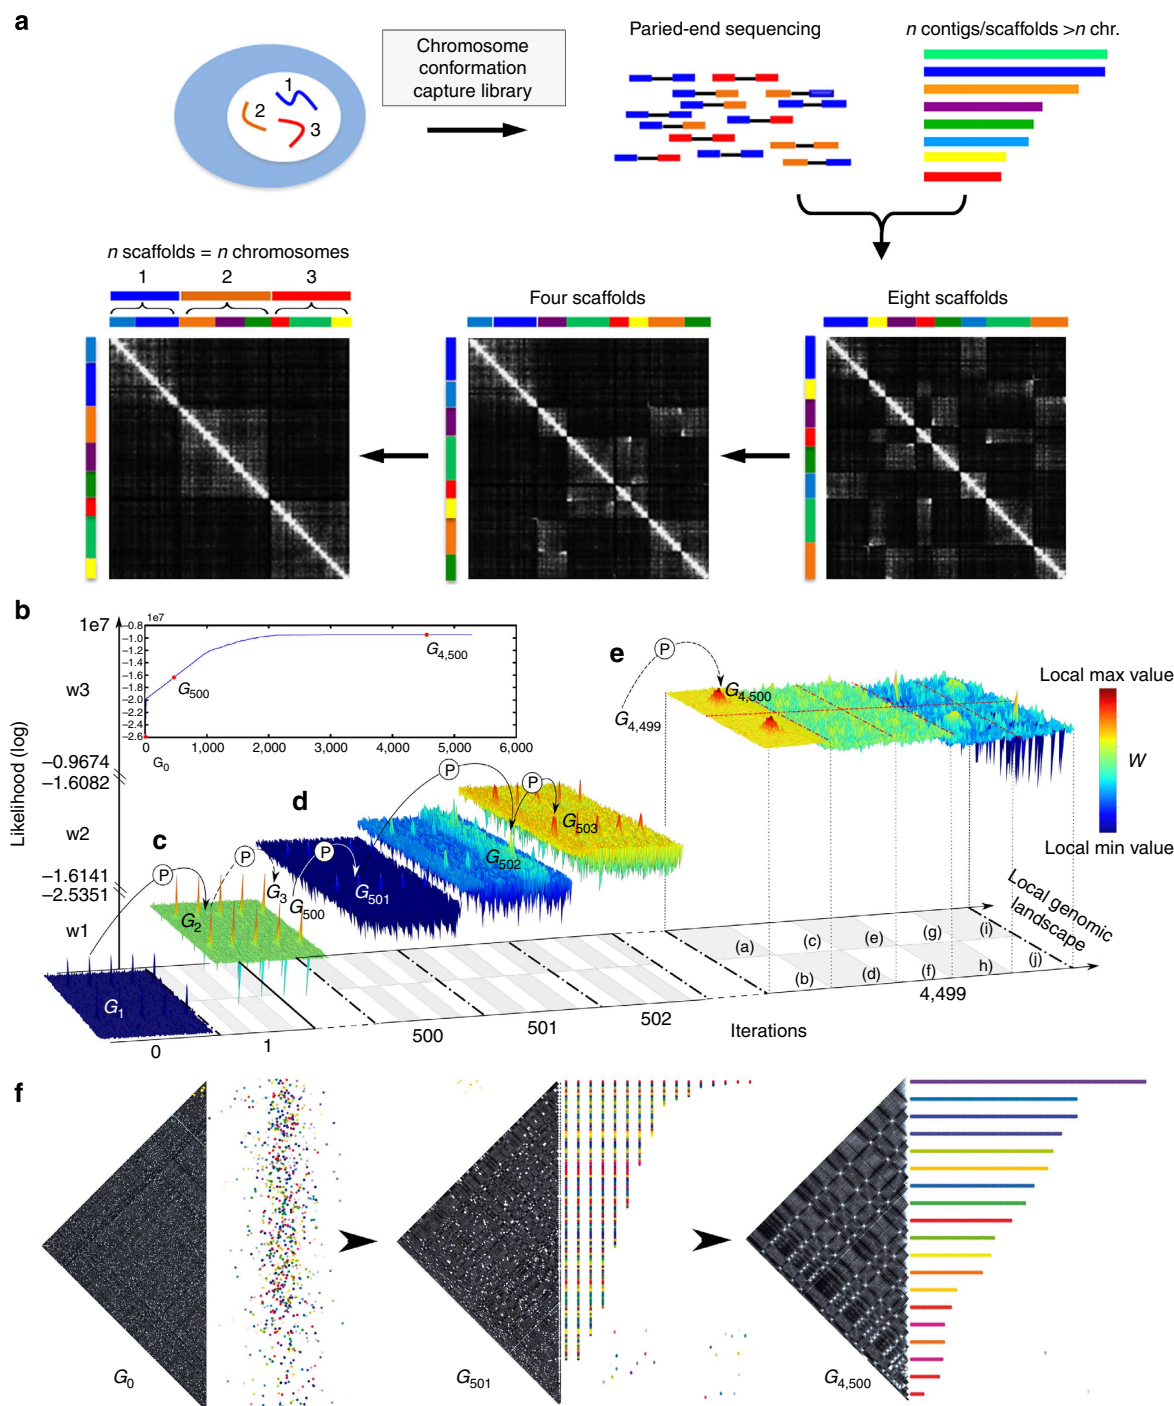 a
Chromosome
conformation
capture library
Paried-end sequencing
n contigs/scaffolds >n chr.
1
2
3
n scaffolds = n chromosomes
1 2 3
Four scaffolds
Eight scaffolds
b
1e7
w3
−0.9674
−1.6082
w2
−1.6141
−2.5351
w1
Likelihood (log)
1e7
−0.8
−1.0
−1.2
−1.4
−1.6
−1.8
−2.0
−2.2
−2.4
−2.6
0 1,000 2,000 3,000 4,000 5,000 6,000
G0
G500
G4,500
c
P
P
G1
G2
G3
d
P
P
P
G500
G501
G502
G503
e
P
G4,499
G4,500
Local max value
W
Local min value
Local genomic
landscape
(a) (c) (e) (g) (i)
(b) (d) (f) h) (j)
0 1 500 501 502 4,499
Iterations
f
G0
G501
G4,500